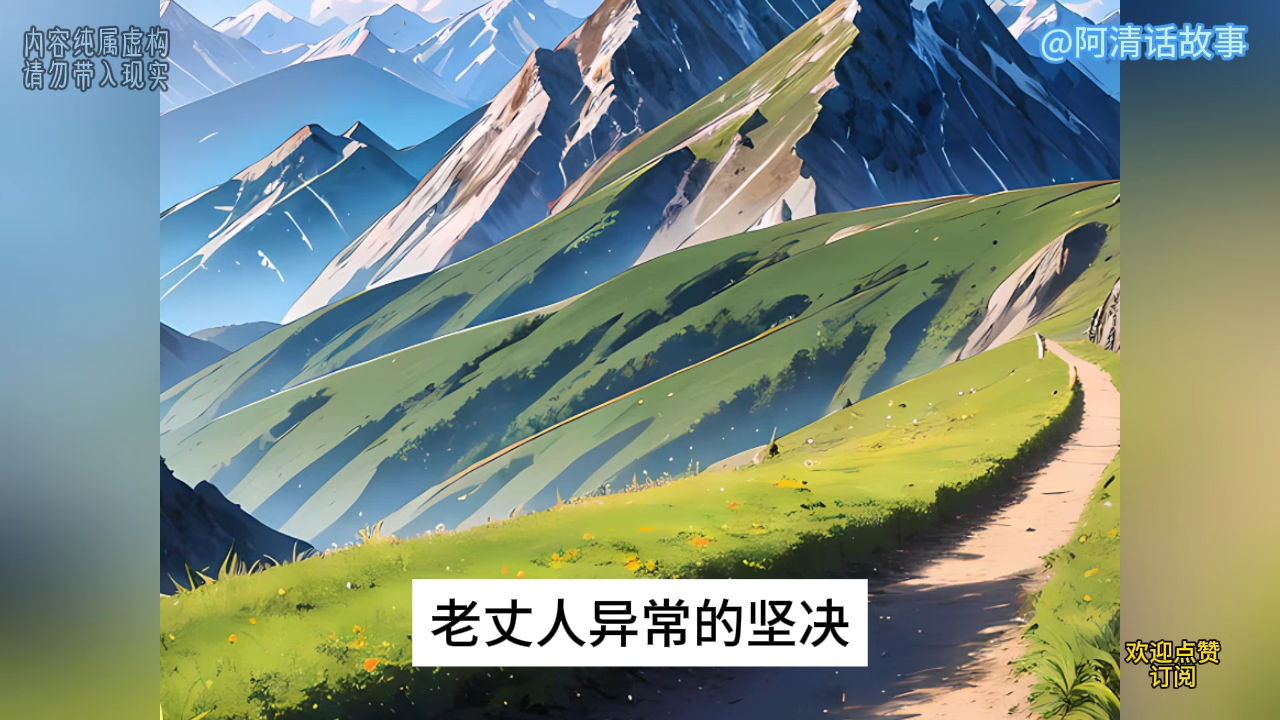 内容纯属虚构
请勿带入现实
@阿清话故事
老丈人异常的坚决
欢迎点赞
订阅